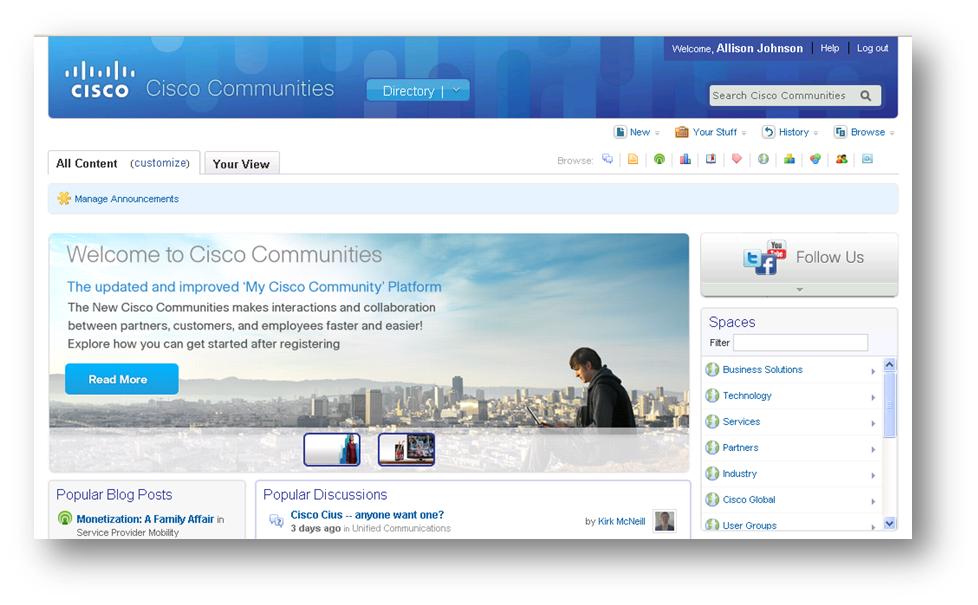 Welcome, Allison Johnson | Help | Log out
CISCO Cisco Communities
Directory |
Search Cisco Communities
New
Your Stuff
History
Browse
All Content (customize)
Your View
Browse:
Manage Announcements
Welcome to Cisco Communities
The updated and improved 'My Cisco Community' Platform
The New Cisco Communities makes interactions and collaboration
between partners, customers, and employees faster and easier!
Explore how you can get started after registering
Read More
You
Tube
Follow Us
Spaces
Filter
Business Solutions
Technology
Services
Partners
Industry
Cisco Global
User Groups
Popular Blog Posts
Monetization: A Family Affair in
Service Provider Mobility
Popular Discussions
Cisco Cius -- anyone want one?
3 days ago in Unified Communications
by Kirk McNeill